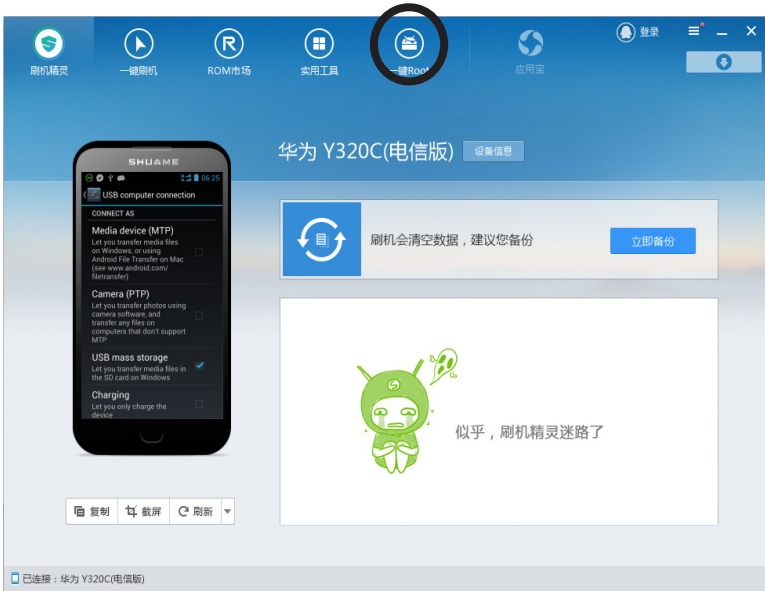 登录
刷机精灵
一键刷机
ROM市场
实用工具
一键Root
应用宝
华为 Y320C(电信版)
设备信息
SHUAME
06:25
USB computer connection
CONNECT AS
Media device (MTP)
Let you transfer media files
on Windows, or using
Android File Transfer on Mac
(see www.android.com/
filetransfer)
Camera (PTP)
Let you transfer photos using
camera software, and
transfer any files on
computers that don't support
MTP
USB mass storage
Let you transfer media files in
the SD card on Windows
Charging
Let you only charge the
device
刷机会清空数据，建议您备份
立即备份
似乎，刷机精灵迷路了
复制
截屏
刷新
已连接：华为 Y320C(电信版)